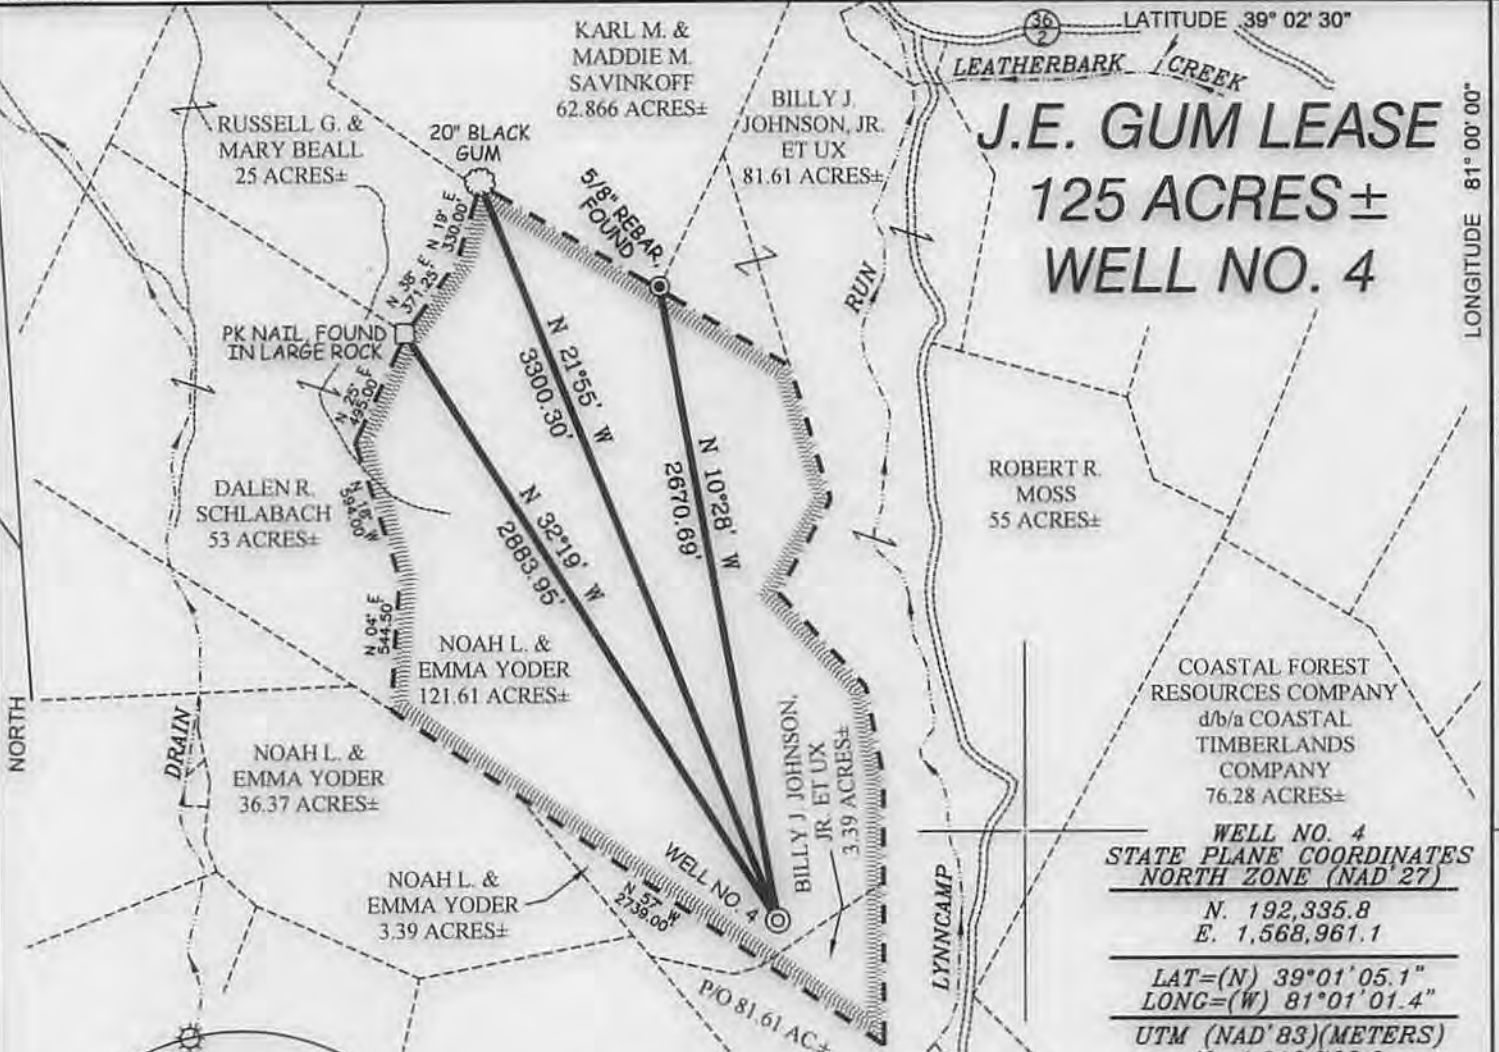 36
2
LATITUDE 39° 02' 30"
LEATHERBARK CREEK
KARL M. &
MADDIE M.
SAVINKOFF
62.866 ACRES±
BILLY J.
JOHNSON, JR.
ET UX
81.61 ACRES±
J.E. GUM LEASE
125 ACRES±
WELL NO. 4
LONGITUDE 81° 00' 00"
RUSSELL G. &
MARY BEALL
25 ACRES±
20" BLACK
GUM
5/8" REBAR,
FOUND
N 19° E
330.00'
N 38° E
371.25'
PK NAIL, FOUND
IN LARGE ROCK
N 25° E
495.00'
RUN
N 21°55' W
3300.30'
N 10°28' W
2670.69'
N 32°19' W
2883.95'
DALEN R.
SCHLABACH
53 ACRES±
N 18° W
594.00'
ROBERT R.
MOSS
55 ACRES±
N 04° E
544.50'
NOAH L. &
EMMA YODER
121.61 ACRES±
COASTAL FOREST
RESOURCES COMPANY
d/b/a COASTAL
TIMBERLANDS
COMPANY
76.28 ACRES±
NORTH
DRAIN
NOAH L. &
EMMA YODER
36.37 ACRES±
BILLY J. JOHNSON,
JR. ET UX
3.39 ACRES±
NOAH L. &
EMMA YODER
3.39 ACRES±
WELL NO. 4
N 57° W
2739.00'
P/O 81.61 AC.±
LYNNCAMP
WELL NO. 4
STATE PLANE COORDINATES
NORTH ZONE (NAD'27)
N. 192,335.8
E. 1,568,961.1
LAT=(N) 39°01'05.1"
LONG=(W) 81°01'01.4"
UTM (NAD'83)(METERS)